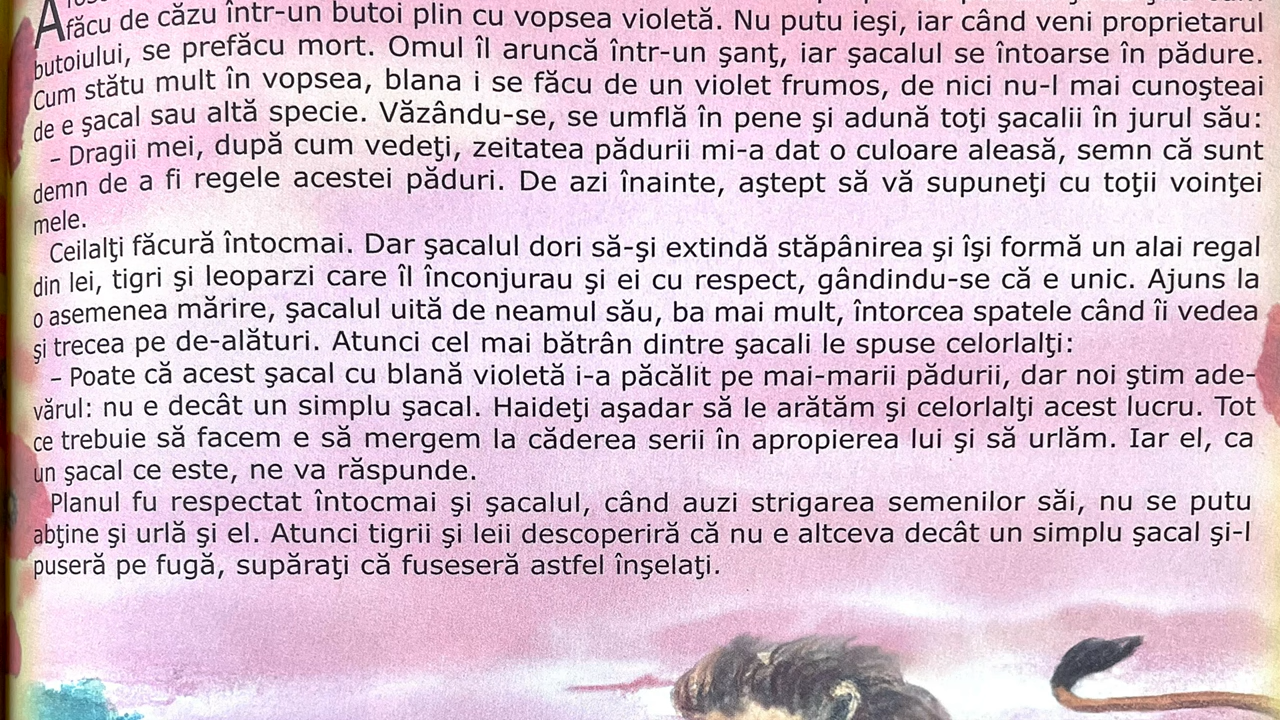 A
făcu de căzu într-un butoi plin cu vopsea violetă. Nu putu ieşi, iar când veni proprietarul
butoiului, se prefăcu mort. Omul îl aruncă într-un şanţ, iar şacalul se întoarse în pădure.
Cum stătu mult în vopsea, blana i se făcu de un violet frumos, de nici nu-l mai cunoşteai
de e şacal sau altă specie. Văzându-se, se umflă în pene şi adună toţi şacalii în jurul său:
– Dragii mei, după cum vedeţi, zeitatea pădurii mi-a dat o culoare aleasă, semn că sunt
demn de a fi regele acestei păduri. De azi înainte, aştept să vă supuneţi cu toţii voinţei
mele.
Ceilalţi făcură întocmai. Dar şacalul dori să-şi extindă stăpânirea şi îşi formă un alai regal
din lei, tigri şi leoparzi care îl înconjurau şi ei cu respect, gândindu-se că e unic. Ajuns la
o asemenea mărire, şacalul uită de neamul său, ba mai mult, întorcea spatele când îi vedea
şi trecea pe de-alături. Atunci cel mai bătrân dintre şacali le spuse celorlalţi:
– Poate că acest şacal cu blană violetă i-a păcălit pe mai-marii pădurii, dar noi ştim ade-
vărul: nu e decât un simplu şacal. Haideţi aşadar să le arătăm şi celorlalţi acest lucru. Tot
ce trebuie să facem e să mergem la căderea serii în apropierea lui şi să urlăm. Iar el, ca
un şacal ce este, ne va răspunde.
Planul fu respectat întocmai şi şacalul, când auzi strigarea semenilor săi, nu se putu
abţine şi urlă şi el. Atunci tigrii şi leii descoperiră că nu e altceva decât un simplu şacal şi-l
puseră pe fugă, supăraţi că fuseseră astfel înşelaţi.